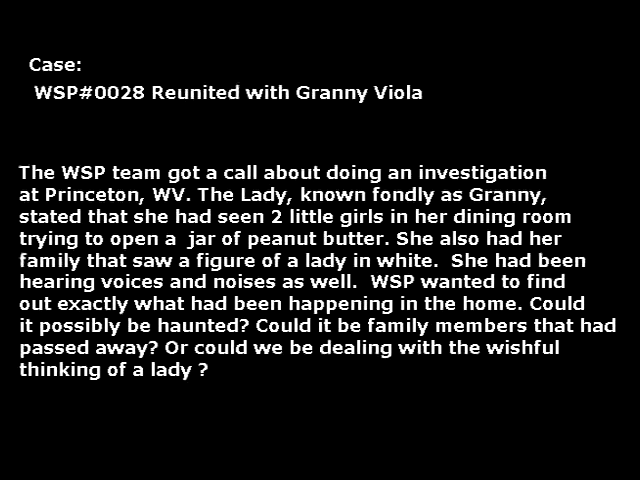 Case:
WSP#0028 Reunited with Granny Viola
The WSP team got a call about doing an investigation
at Princeton, WV. The Lady, known fondly as Granny,
stated that she had seen 2 little girls in her dining room
trying to open a jar of peanut butter. She also had her
family that saw a figure of a lady in white. She had been
hearing voices and noises as well. WSP wanted to find
out exactly what had been happening in the home. Could
it possibly be haunted? Could it be family members that had
passed away? Or could we be dealing with the wishful
thinking of a lady ?